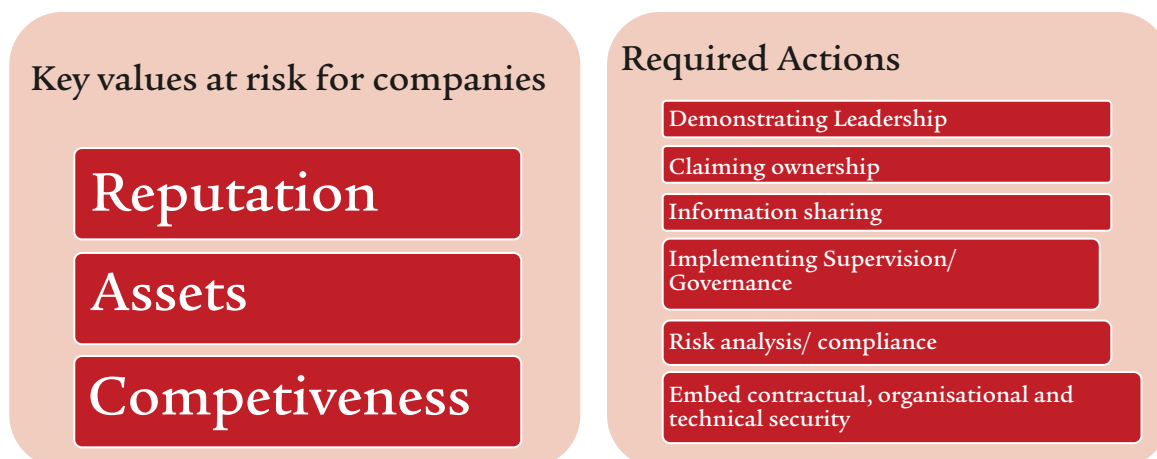 Key values at risk for companies
Reputation
Assets
Competiveness
Required Actions
Demonstrating Leadership
Claiming ownership
Information sharing
Implementing Supervision/
Governance
Risk analysis/ compliance
Embed contractual, organisational and
technical security